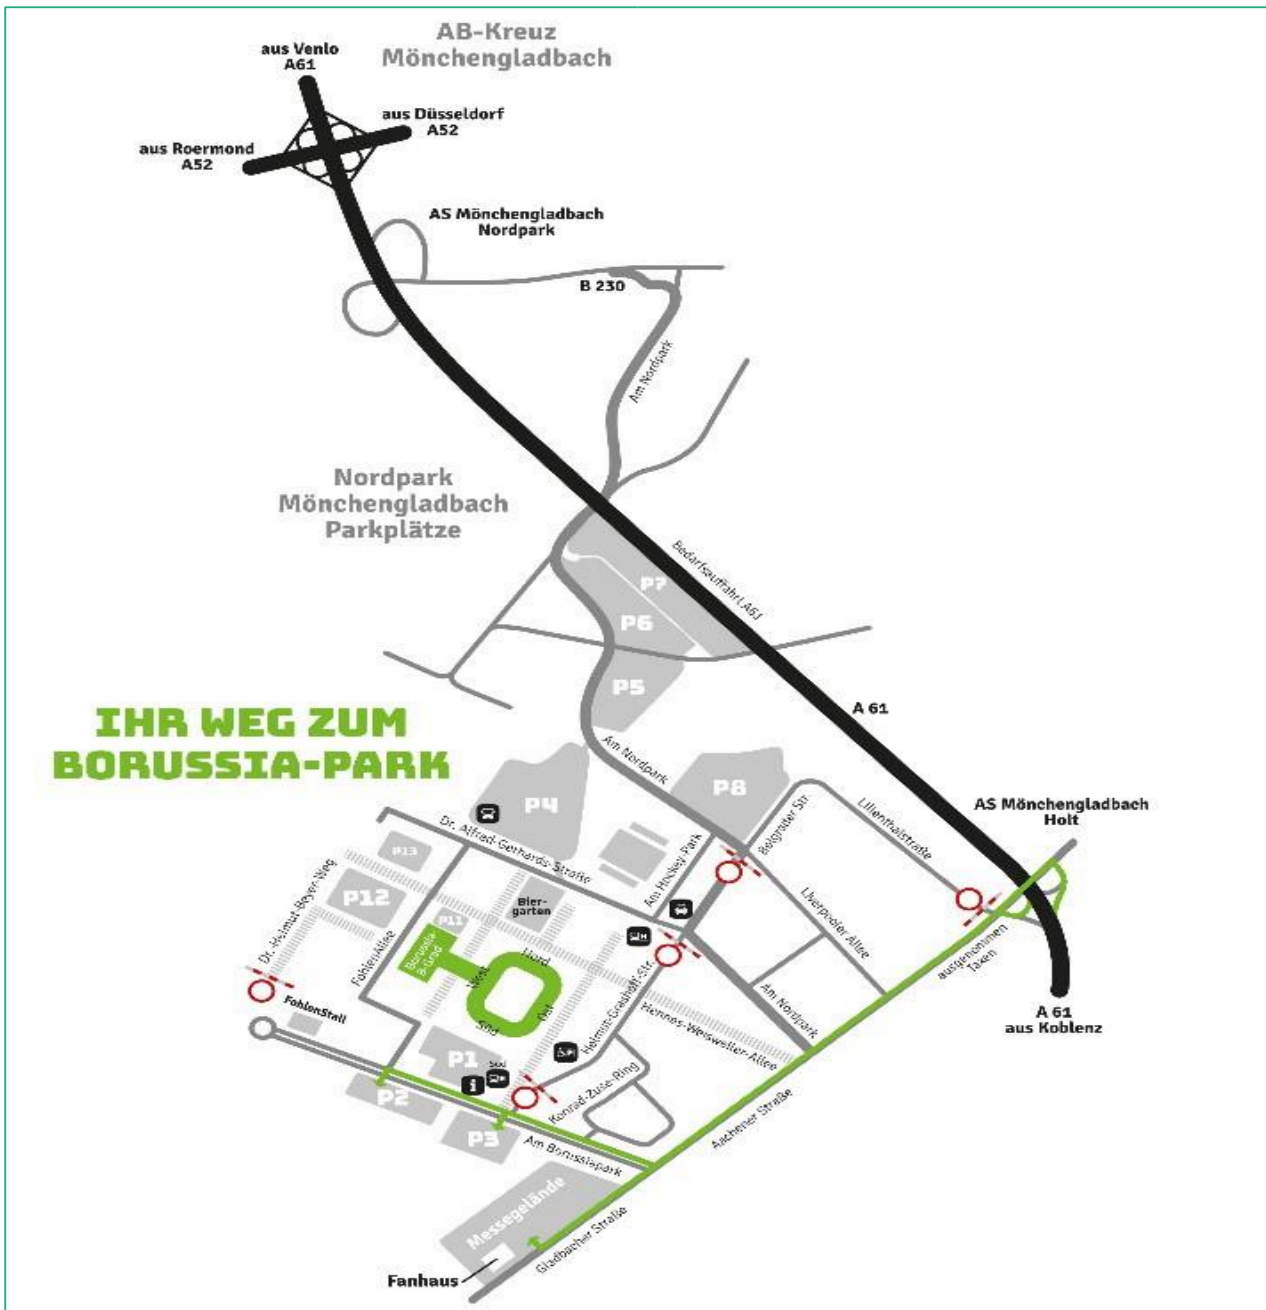 AB-Kreuz
Mönchengladbach
aus Venlo
A61
aus Düsseldorf
A52
aus Roermond
A52
AS Mönchengladbach
Nordpark
B 230
Am Nordpark
Nordpark
Mönchengladbach
Parkplätze
Bedarfsauffahrt A61
P7
P6
P5
A 61
IHR WEG ZUM
BORUSSIA-PARK
Am Nordpark
P8
P4
AS Mönchengladbach
Holt
Lilienthalstraße
Belgrader Str.
Dr. Alfred-Gerhards-Straße
Am Hockey-Park
Liverpooler Allee
P13
P12
Dr.-Helmut-Beyer-Weg
Bier-
garten
P11
FohlenAllee
Borussia
8-Grad
Nord
West
Ost
Süd
Helmut-Grashoff-Str.
Hennes-Weisweiler-Allee
Am Nordpark
ausgenommen
Taxen
A 61
aus Koblenz
FohlenStall
P1
Süd
P2
P3
Konrad-Zuse-Ring
Aachener Straße
Am Borussiapark
Messegelände
Gladbacher Straße
Fanhaus